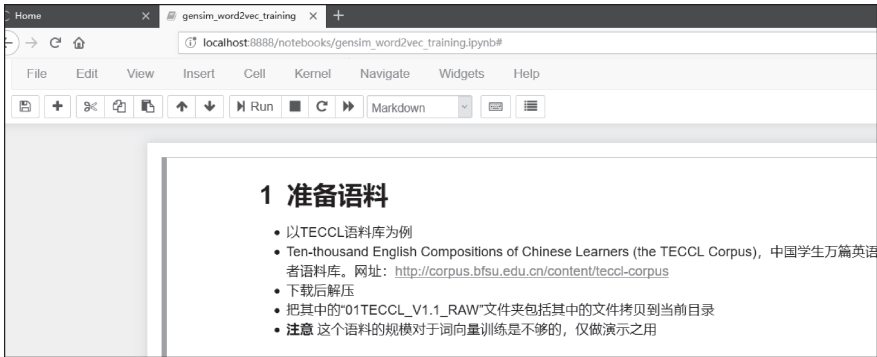 Home
gensim_word2vec_training
localhost:8888/notebooks/gensim_word2vec_training.ipynb#
File Edit View Insert Cell Kernel Navigate Widgets Help
Run Markdown
1 准备语料
• 以TECCL语料库为例
• Ten-thousand English Compositions of Chinese Learners (the TECCL Corpus)，中国学生万篇英语
者语料库。网址：http://corpus.bfsu.edu.cn/content/teccl-corpus
• 下载后解压
• 把其中的“01TECCL_V1.1_RAW”文件夹包括其中的文件拷贝到当前目录
• 注意 这个语料的规模对于词向量训练是不够的，仅做演示之用